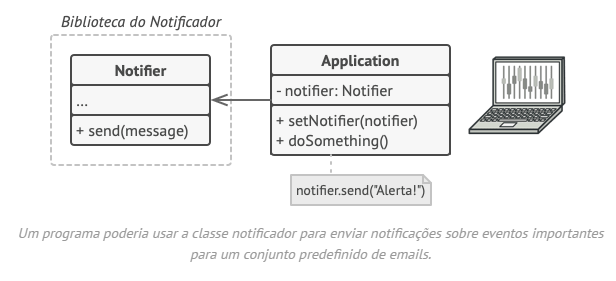 Biblioteca do Notificador
Notifier
...
+ send(message)
Application
- notifier: Notifier
+ setNotifier(notifier)
+ doSomething()
notifier.send("Alerta!")
Um programa poderia usar a classe notificador para enviar notificações sobre eventos importantes
para um conjunto predefinido de emails.